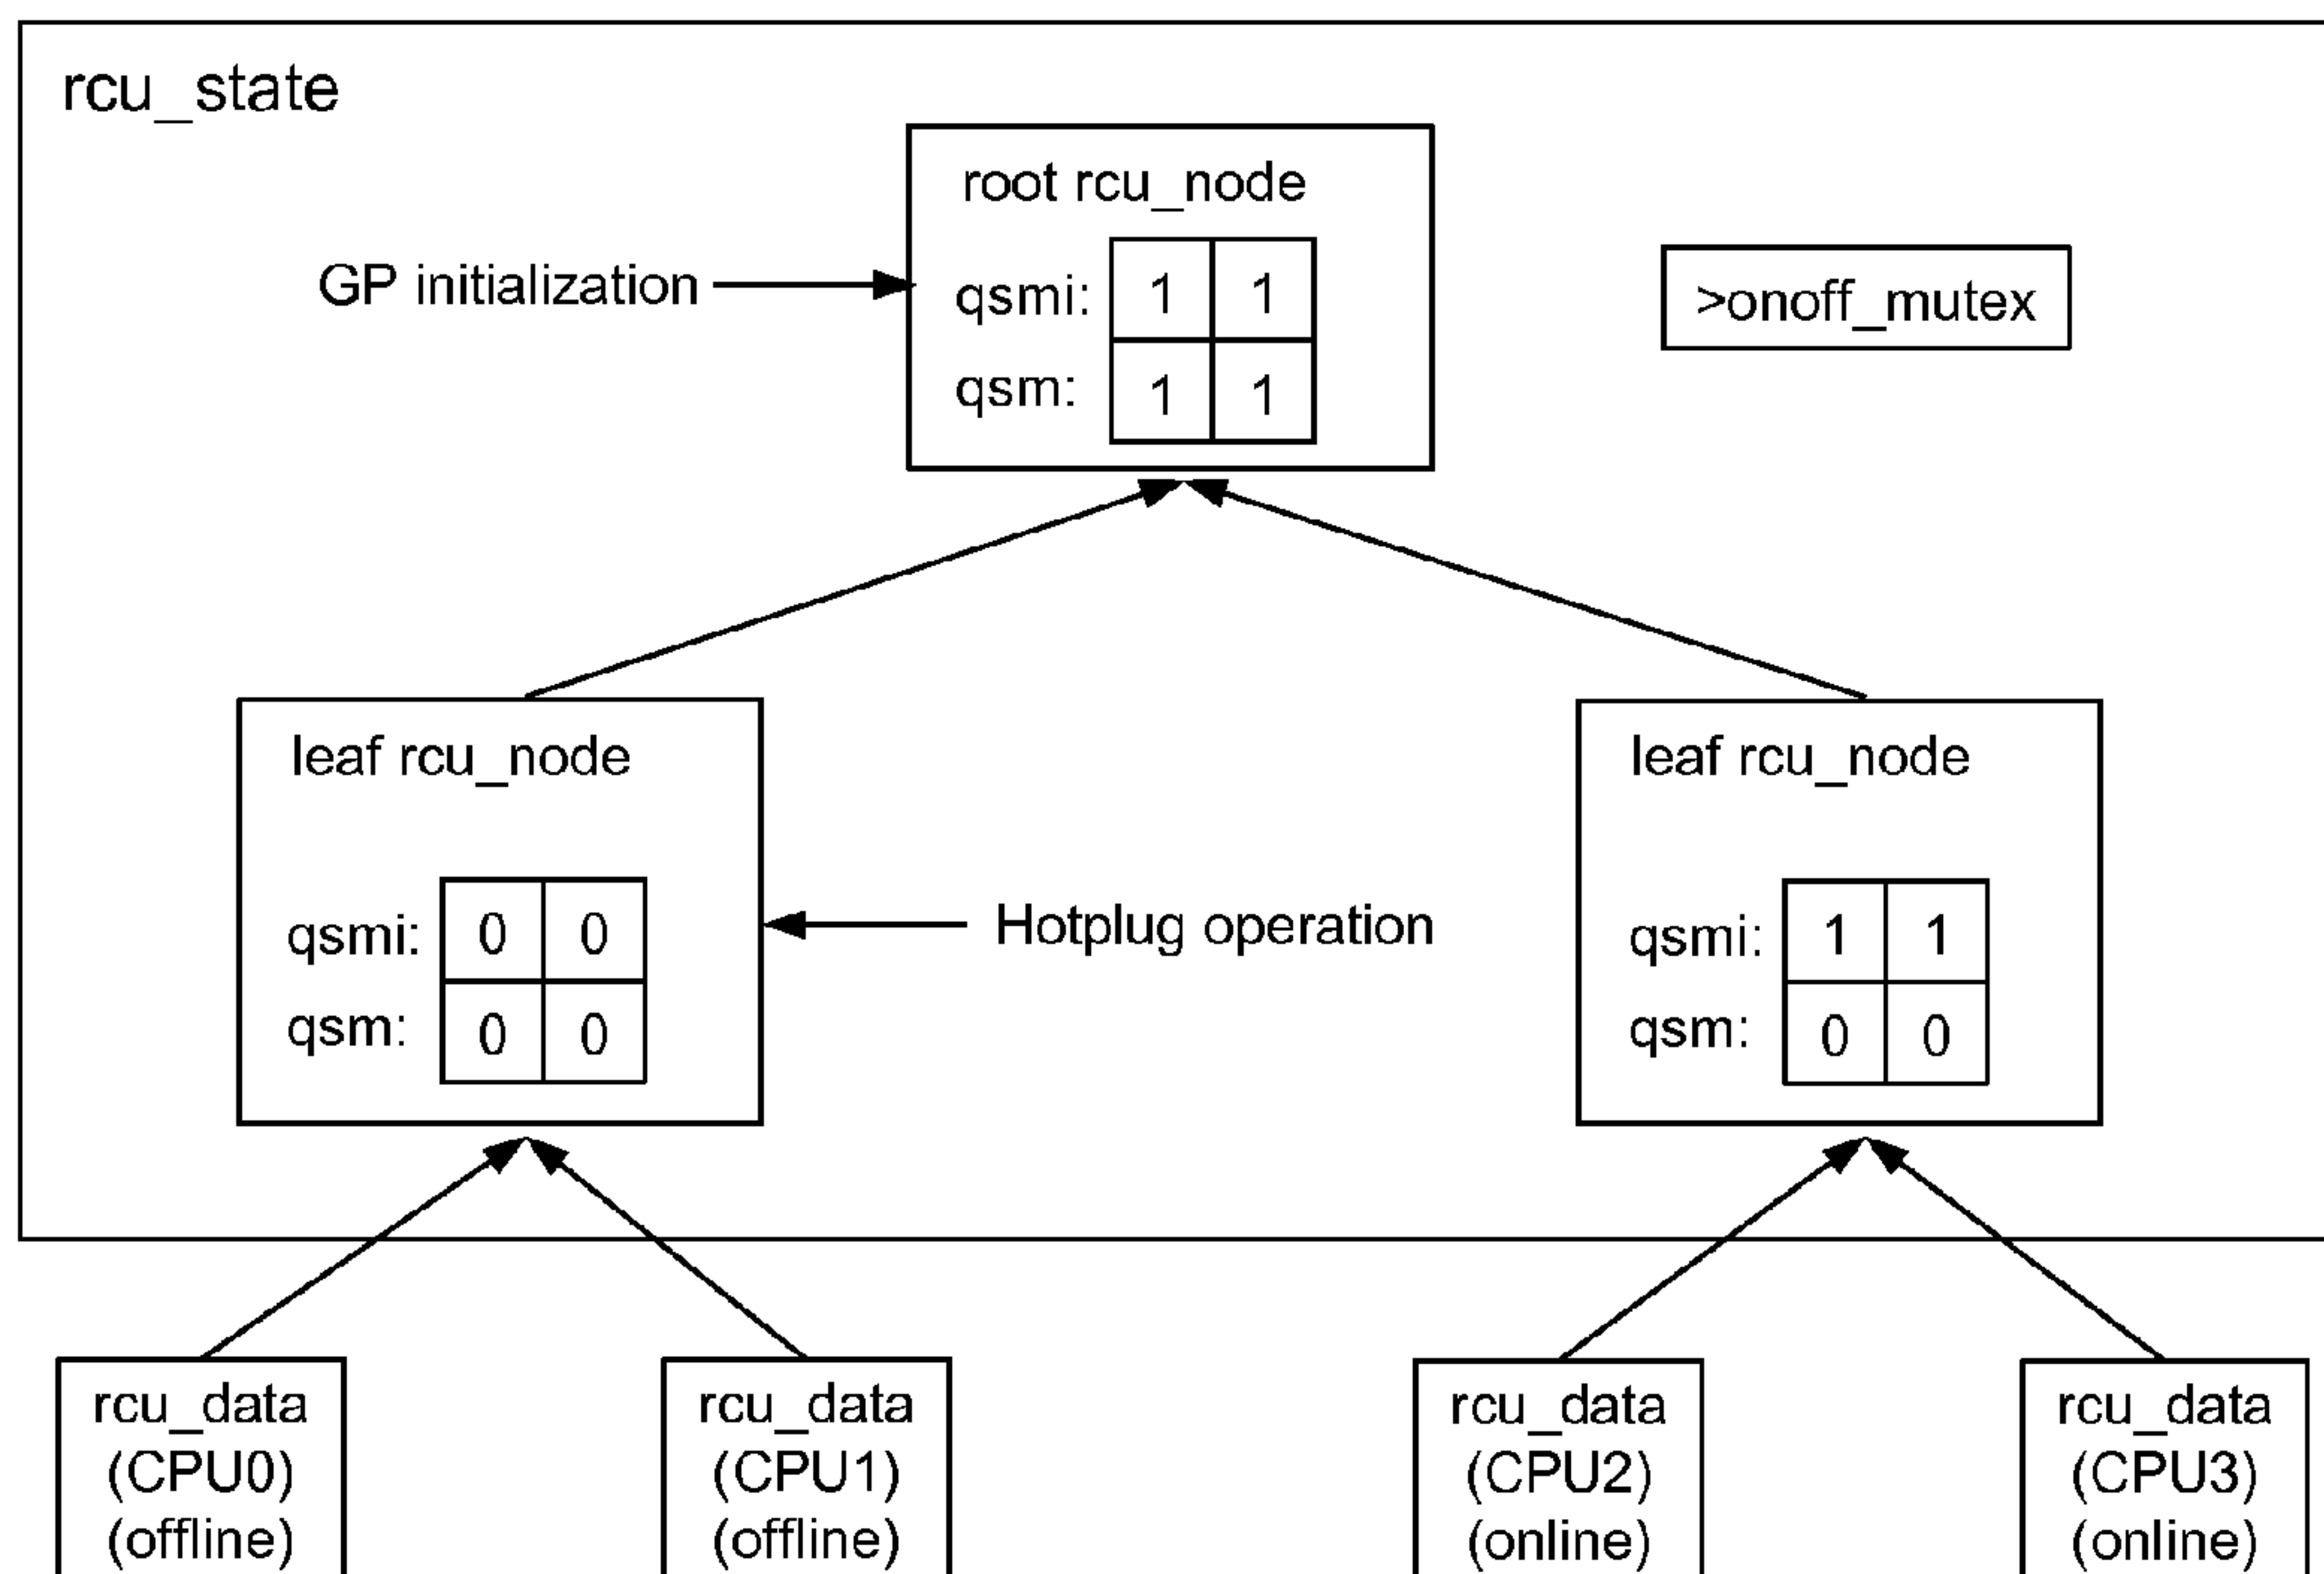 rcu_state
root rcu_node
GP initialization
qsmi: 1 1
qsm: 1 1
>onoff_mutex
leaf rcu_node
qsmi: 0 0
qsm: 0 0
Hotplug operation
leaf rcu_node
qsmi: 1 1
qsm: 0 0
rcu_data
(CPU0)
(offline)
rcu_data
(CPU1)
(offline)
rcu_data
(CPU2)
(online)
rcu_data
(CPU3)
(online)